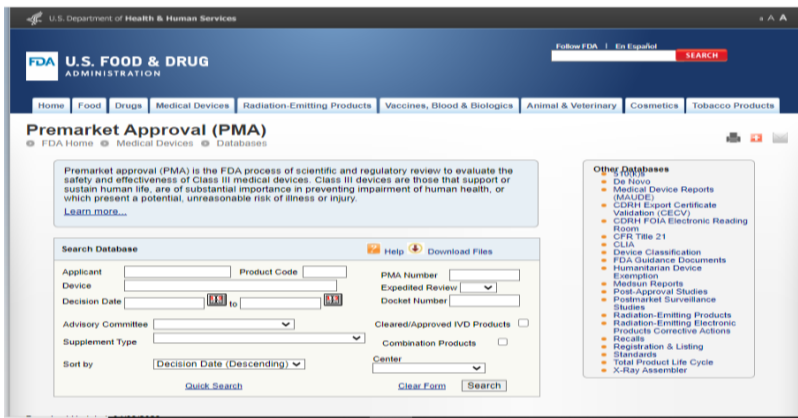 U.S. Department of Health & Human Services
a A A
FDA U.S. FOOD & DRUG
ADMINISTRATION
Follow FDA | En Español
SEARCH
Home Food Drugs Medical Devices Radiation-Emitting Products Vaccines, Blood & Biologics Animal & Veterinary Cosmetics Tobacco Products
Premarket Approval (PMA)
FDA Home Medical Devices Databases
Premarket approval (PMA) is the FDA process of scientific and regulatory review to evaluate the
safety and effectiveness of Class III medical devices. Class III devices are those that support or
sustain human life, are of substantial importance in preventing impairment of human health, or
which present a potential, unreasonable risk of illness or injury.
Learn more...
Search Database
? Help Download Files
Applicant Product Code
Device
Decision Date to
Advisory Committee
Supplement Type
Sort by Decision Date (Descending)
Quick Search
PMA Number
Expedited Review
Docket Number
Cleared/Approved IVD Products
Combination Products
Center
Clear Form Search
Other Databases
510(k)s
De Novo
Medical Device Reports
(MAUDE)
CDRH Export Certificate
Validation (CECV)
CDRH FOIA Electronic Reading
Room
CFR Title 21
CLIA
Device Classification
FDA Guidance Documents
Humanitarian Device
Exemption
Medsun Reports
Post-Approval Studies
Postmarket Surveillance
Studies
Radiation-Emitting Products
Radiation-Emitting Electronic
Products Corrective Actions
Recalls
Registration & Listing
Standards
Total Product Life Cycle
X-Ray Assembler